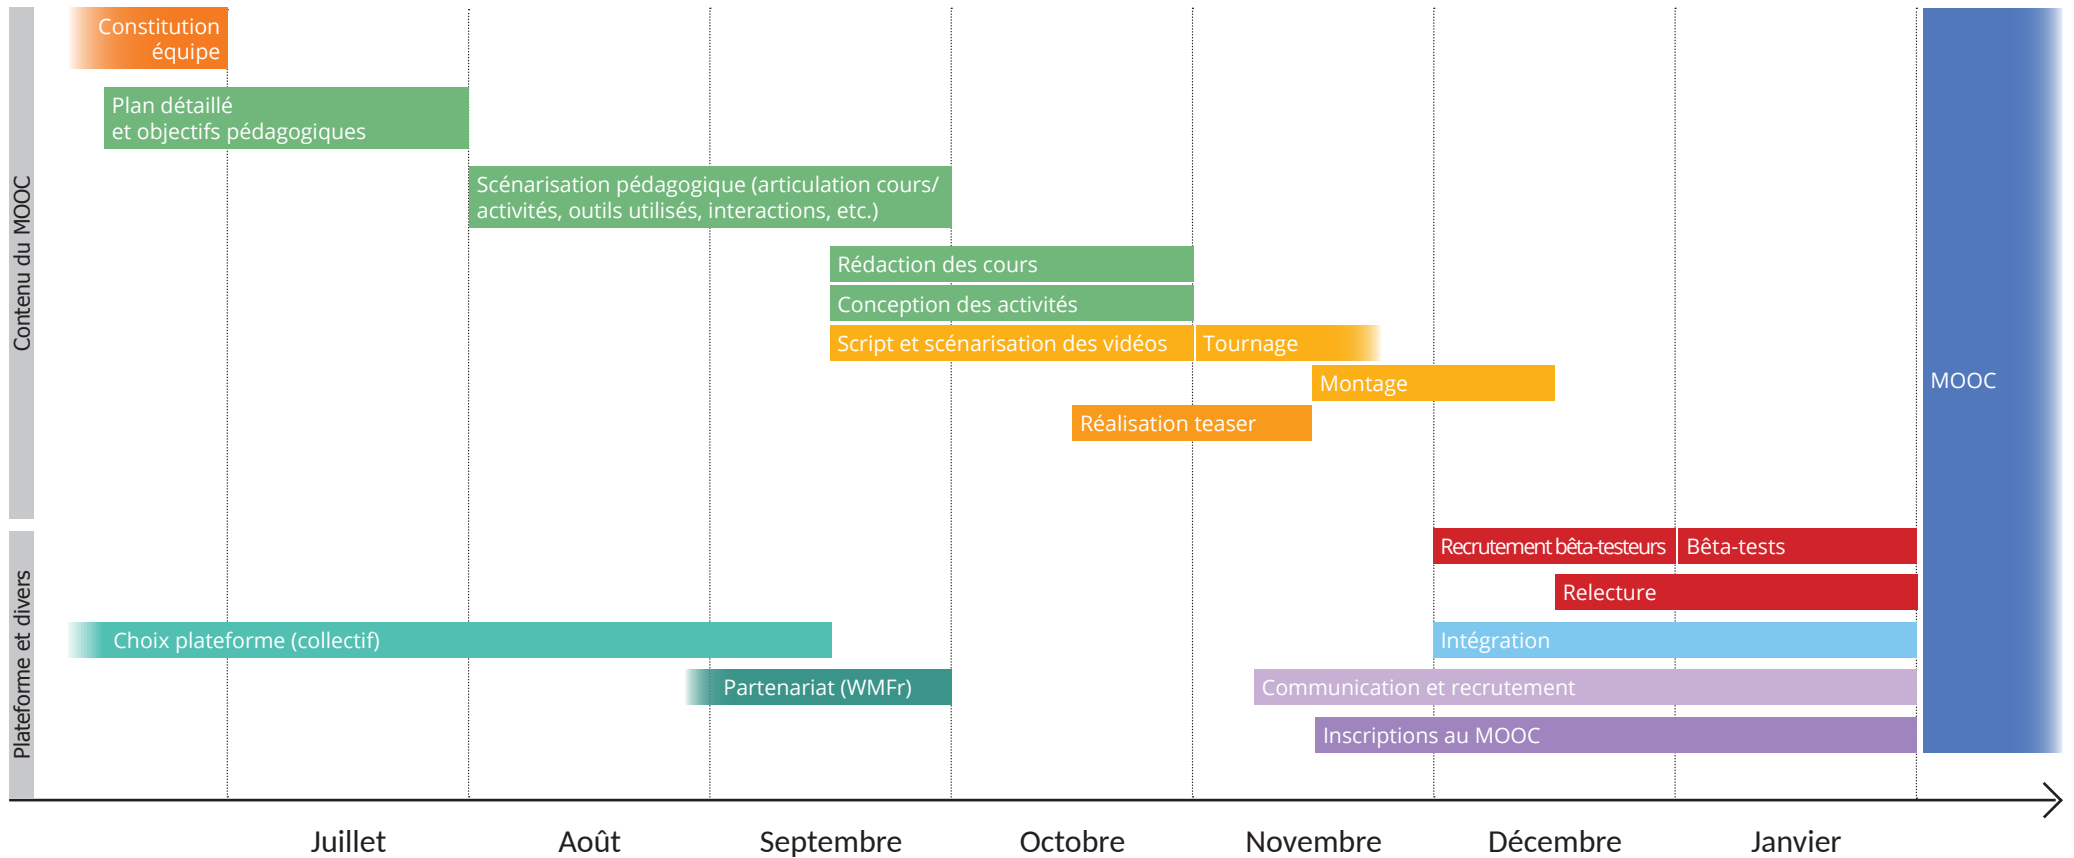 Contenu du MOOC
Constitution
équipe
Plan détaillé
et objectifs pédagogiques
Scénarisation pédagogique (articulation cours/
activités, outils utilisés, interactions, etc.)
Rédaction des cours
Conception des activités
Script et scénarisation des vidéos
Tournage
Montage
Réalisation teaser
MOOC
Plateforme et divers
Recrutement bêta-testeurs
Bêta-tests
Relecture
Choix plateforme (collectif)
Intégration
Partenariat (WMFr)
Communication et recrutement
Inscriptions au MOOC
Juillet
Août
Septembre
Octobre
Novembre
Décembre
Janvier